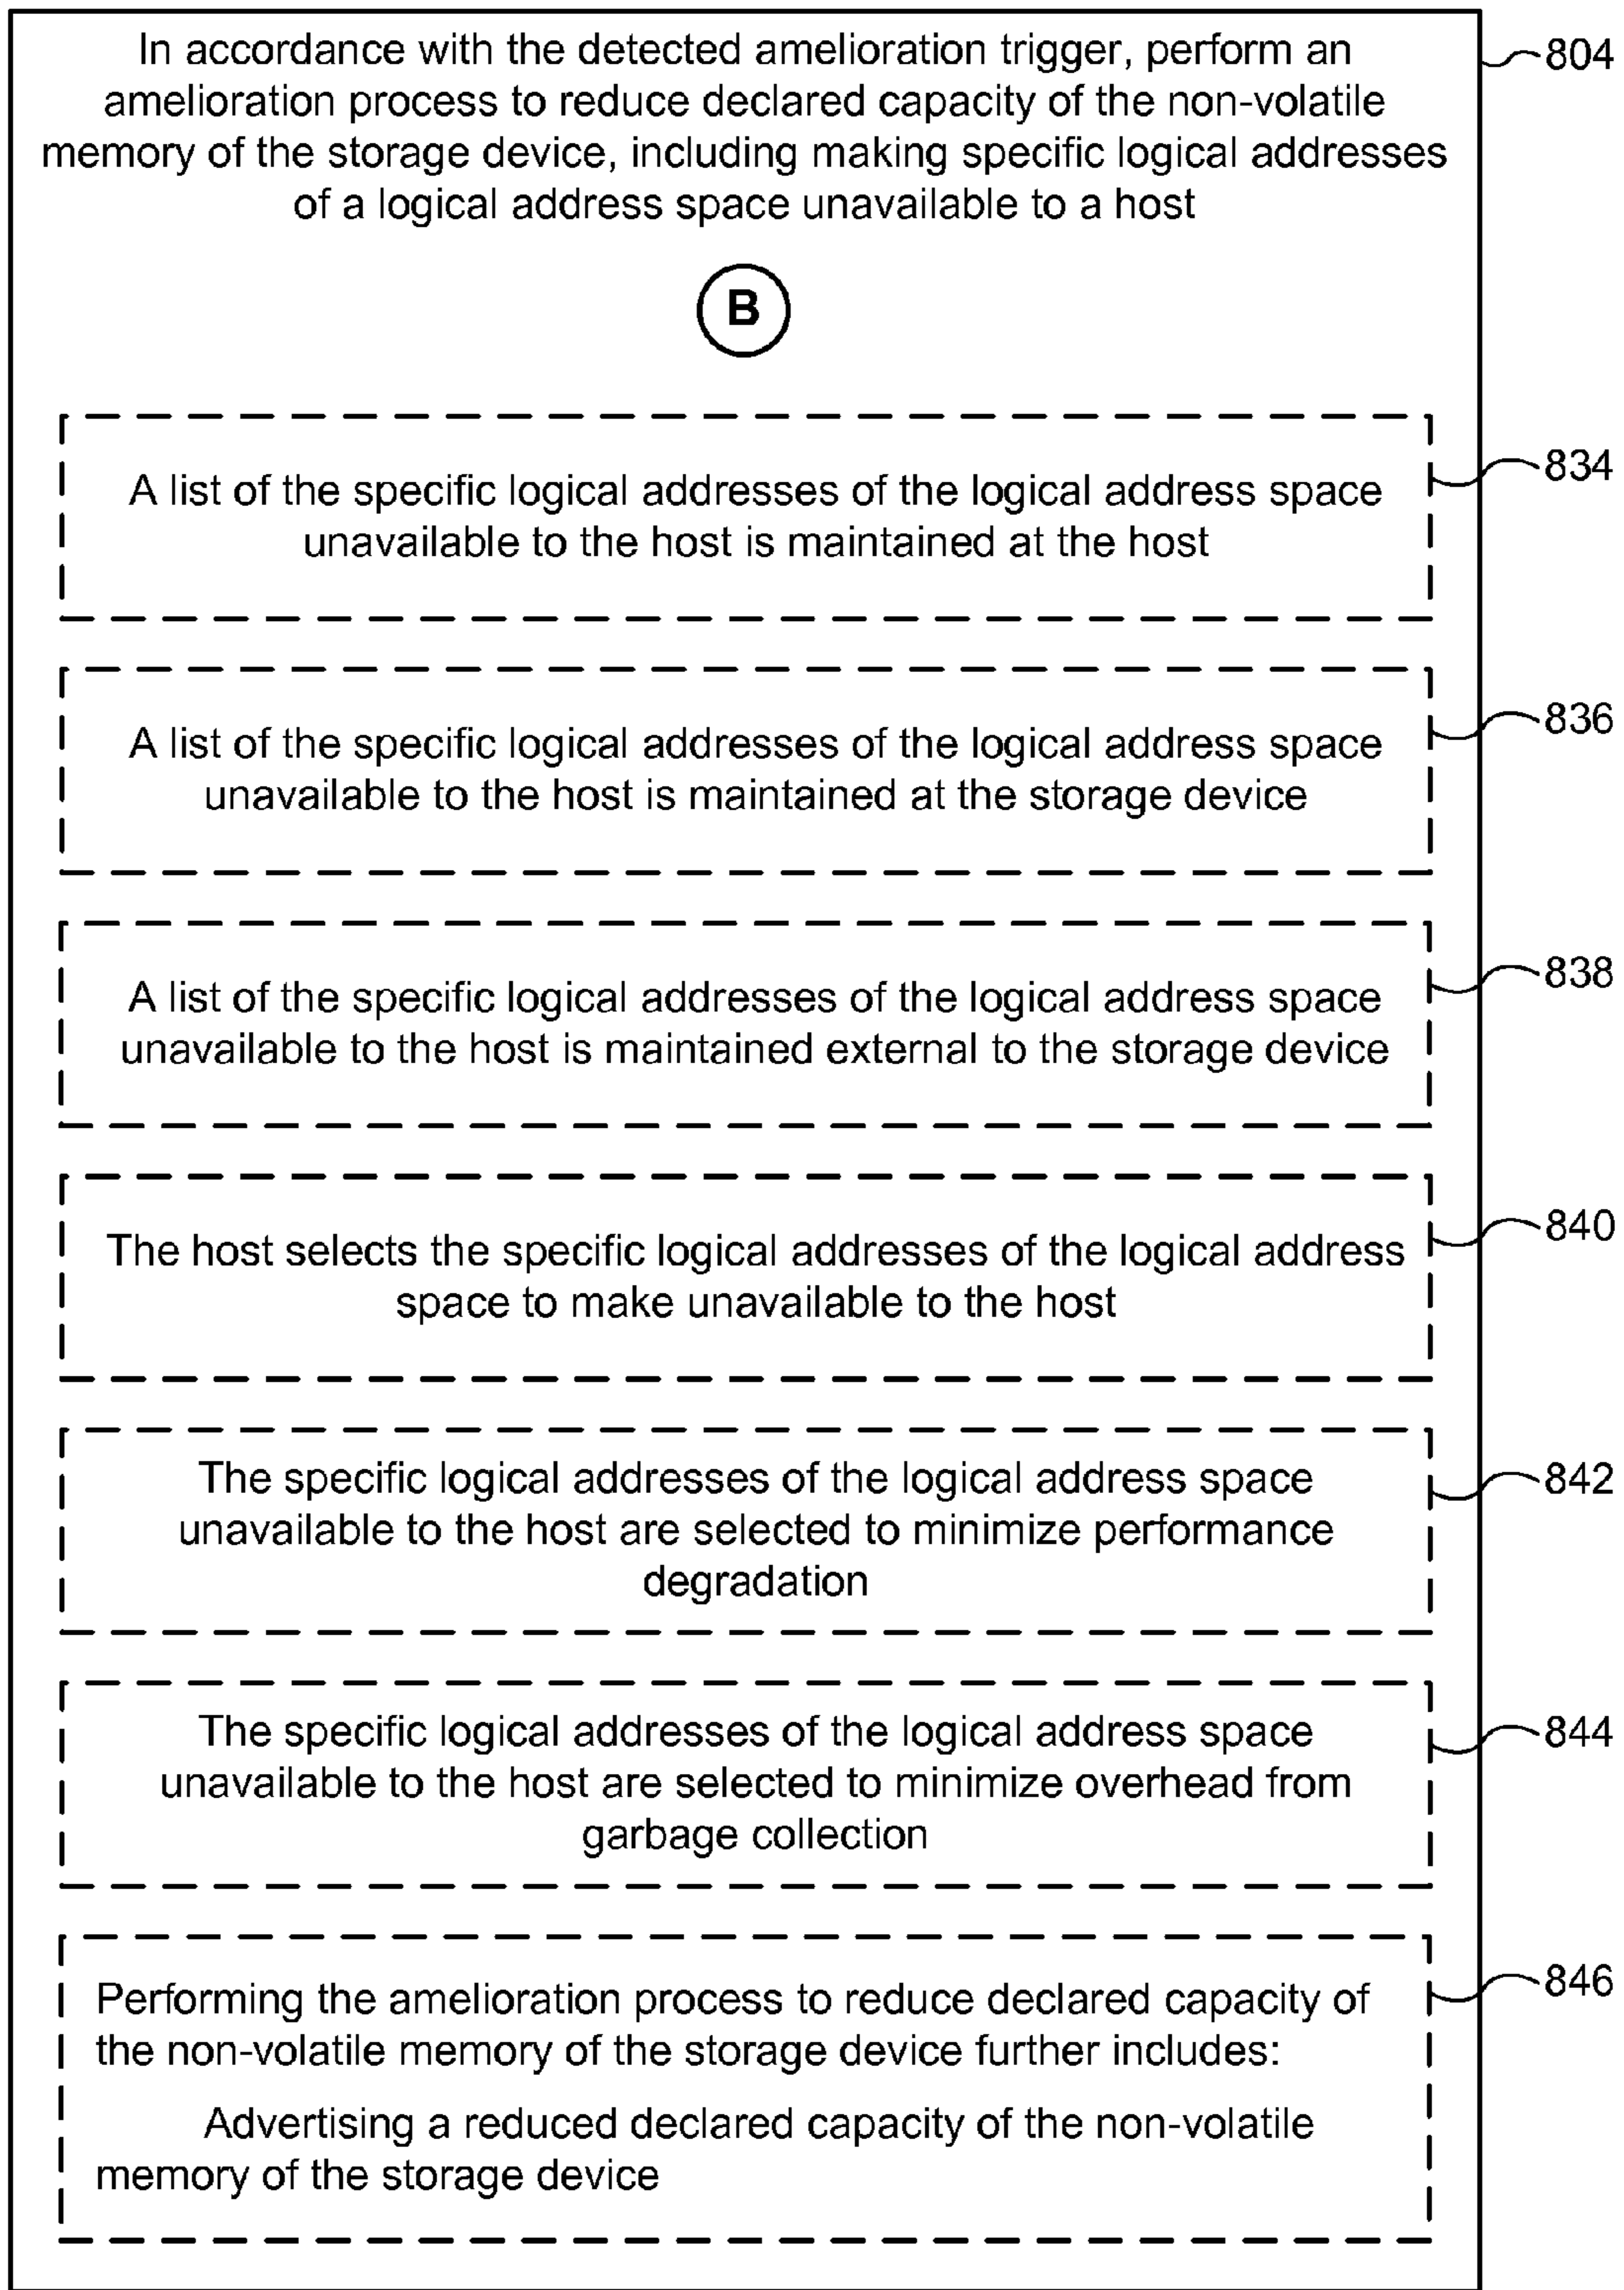 In accordance with the detected amelioration trigger, perform an
amelioration process to reduce declared capacity of the non-volatile
memory of the storage device, including making specific logical addresses
of a logical address space unavailable to a host
804
B
A list of the specific logical addresses of the logical address space
unavailable to the host is maintained at the host
834
A list of the specific logical addresses of the logical address space
unavailable to the host is maintained at the storage device
836
A list of the specific logical addresses of the logical address space
unavailable to the host is maintained external to the storage device
838
The host selects the specific logical addresses of the logical address
space to make unavailable to the host
840
The specific logical addresses of the logical address space
unavailable to the host are selected to minimize performance
degradation
842
The specific logical addresses of the logical address space
unavailable to the host are selected to minimize overhead from
garbage collection
844
Performing the amelioration process to reduce declared capacity of
the non-volatile memory of the storage device further includes:
Advertising a reduced declared capacity of the non-volatile
memory of the storage device
846